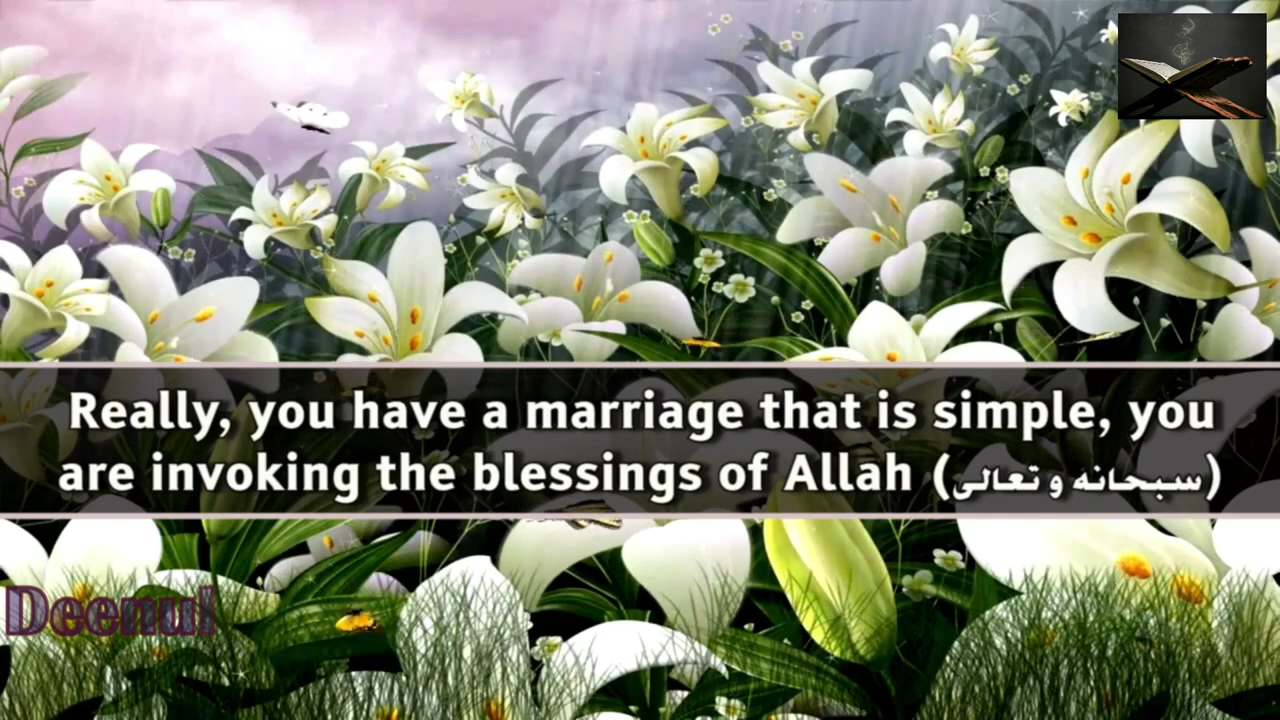 Really, you have a marriage that is simple, you
are invoking the blessings of Allah (سبحانه و تعالى)
Deenul